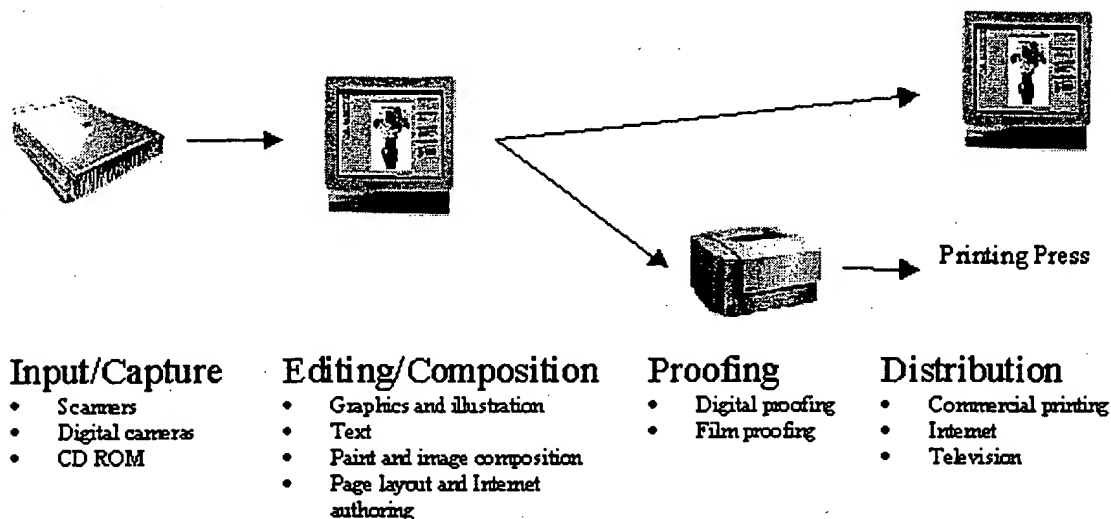 Printing Press
Input/Capture
• Scanners
• Digital cameras
• CD ROM
Editing/Composition
• Graphics and illustration
• Text
• Paint and image composition
• Page layout and Internet
authoring
Proofing
• Digital proofing
• Film proofing
Distribution
• Commercial printing
• Internet
• Television